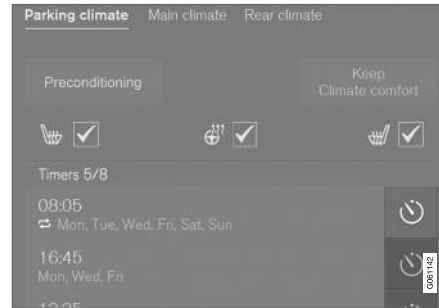 Parking climate Main climate Rear climate
Preconditioning
Keep
Climate comfort
Timers 5/8
08:05
Mon, Tue, Wed, Fri, Sat, Sun
16:45
Mon, Wed, Fri
G061142